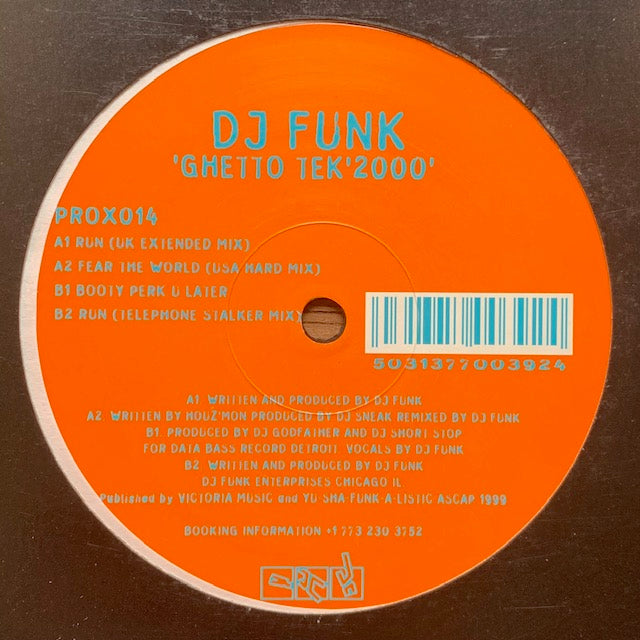 DJ FUNK
'GHETTO TEK'2000'
PROX014
A1 RUN (UK EXTENDED MIX)
A2 FEAR THE WORLD (USA HARD MIX)
B1 BOOTY PERK U LATER
B2 RUN (TELEPHONE STALKER MIX)
5031377003924
A1. WRITTEN AND PRODUCED BY DJ FUNK
A2. WRITTEN BY HOUZ'MON PRODUCED BY DJ SNEAK REMIXED BY DJ FUNK
B1. PRODUCED BY DJ GODFATHER AND DJ SHORT STOP
FOR DATA BASS RECORD DETROIT. VOCALS BY DJ FUNK
B2. WRITTEN AND PRODUCED BY DJ FUNK
DJ FUNK ENTERPRISES CHICAGO IL
Published by VICTORIA MUSIC and YU-SHA-FUNK-A-LISTIC ASCAP 1999
BOOKING INFORMATION +1 773 230 3752